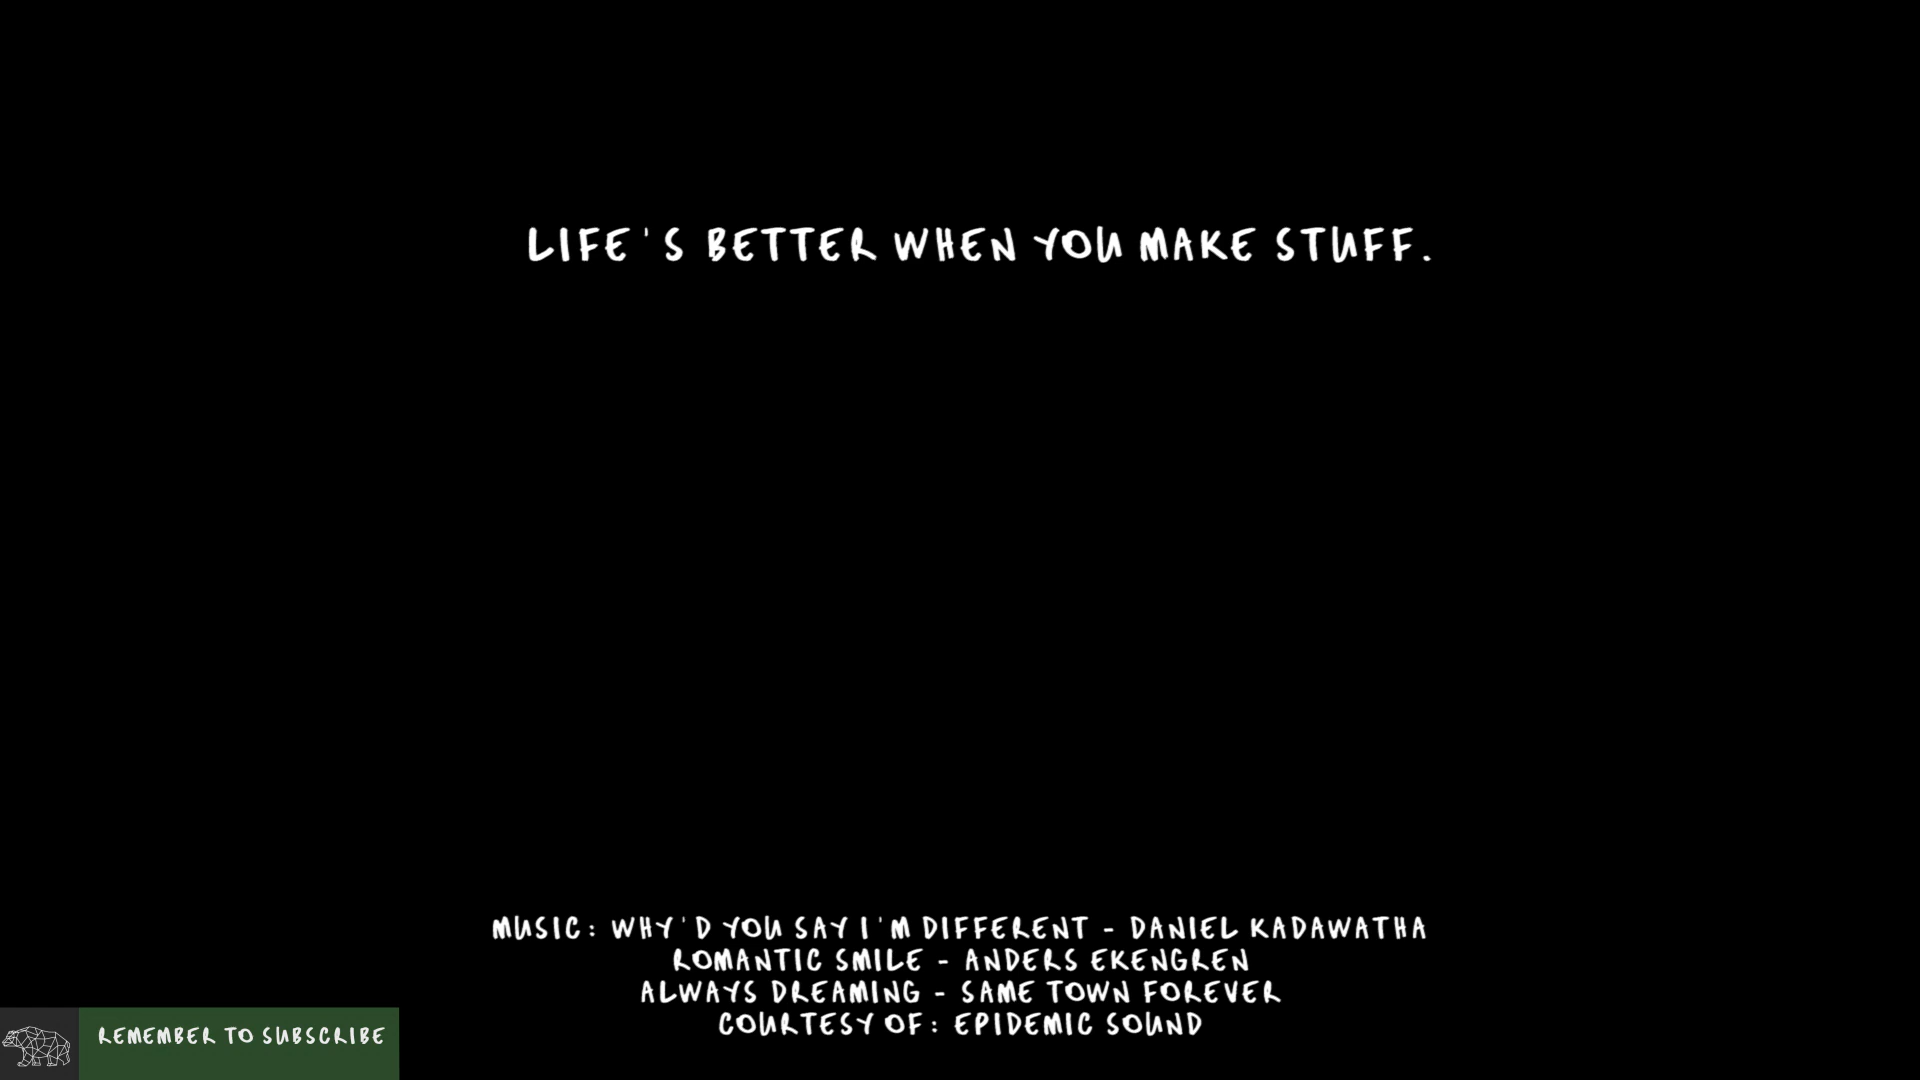 LIFE'S BETTER WHEN YOU MAKE STUFF.
MUSIC: WHY'D YOU SAY I'M DIFFERENT - DANIEL KADAWATHA
ROMANTIC SMILE - ANDERS EKENGREN
ALWAYS DREAMING - SAME TOWN FOREVER
COURTESY OF: EPIDEMIC SOUND
REMEMBER TO SUBSCRIBE